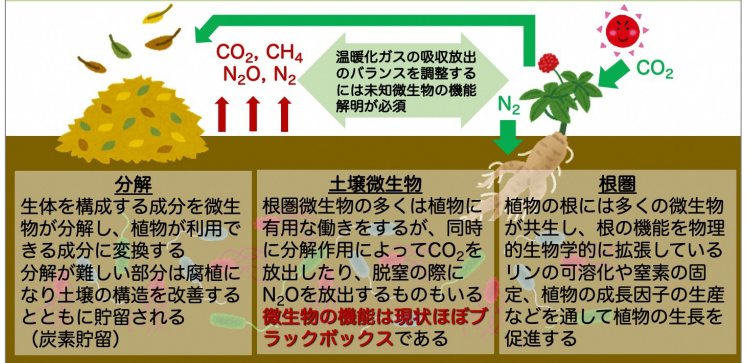 CO2, CH4
N2O, N2
温暖化ガスの吸収放出
のバランスを調整する
には未知微生物の機能
解明が必須
CO2
N2
分解
生体を構成する成分を微生
物が分解し、植物が利用で
きる成分に変換する
分解が難しい部分は腐植に
なり土壌の構造を改善する
とともに貯留される
（炭素貯留）
土壌微生物
根圏微生物の多くは植物に
有用な働きをするが、同時
に分解作用によってCO2を
放出したり、脱窒の際に
N2Oを放出するものもいる
微生物の機能は現状ほぼブ
ラックボックスである
根圏
植物の根には多くの微生物
が共生し、根の機能を物理
的生物学的に拡張している
リンの可溶化や窒素の固
定、植物の成長因子の生産
などを通して植物の生長を
促進する